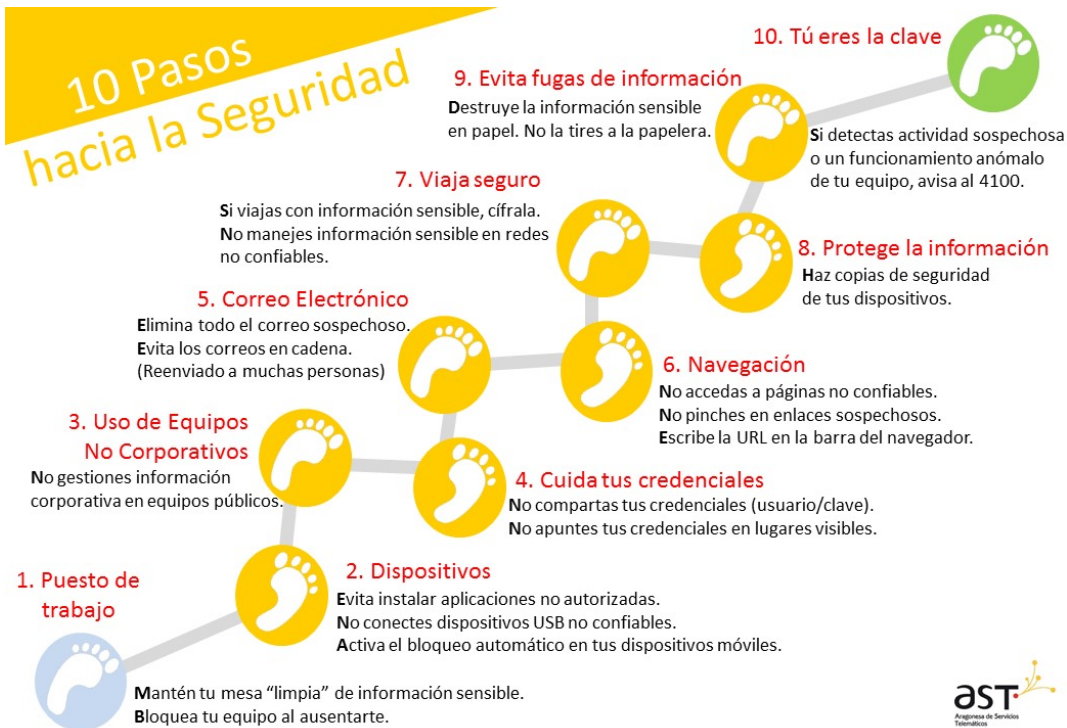 10 Pasos
hacia la Seguridad
1. Puesto de
trabajo
Mantén tu mesa “limpia” de información sensible.
Bloquea tu equipo al ausentarte.
2. Dispositivos
Evita instalar aplicaciones no autorizadas.
No conectes dispositivos USB no confiables.
Activa el bloqueo automático en tus dispositivos móviles.
3. Uso de Equipos
No Corporativos
No gestiones información
corporativa en equipos públicos.
4. Cuida tus credenciales
No compartas tus credenciales (usuario/clave).
No apuntes tus credenciales en lugares visibles.
5. Correo Electrónico
Elimina todo el correo sospechoso.
Evita los correos en cadena.
(Reenviado a muchas personas)
6. Navegación
No accedas a páginas no confiables.
No pinches en enlaces sospechosos.
Escribe la URL en la barra del navegador.
7. Viaja seguro
Si viajas con información sensible, cífrala.
No manejes información sensible en redes
no confiables.
8. Protege la información
Haz copias de seguridad
de tus dispositivos.
9. Evita fugas de información
Destruye la información sensible
en papel. No la tires a la papelera.
10. Tú eres la clave
Si detectas actividad sospechosa
o un funcionamiento anómalo
de tu equipo, avisa al 4100.
aST
Aragonesa de Servicios
Telemáticos